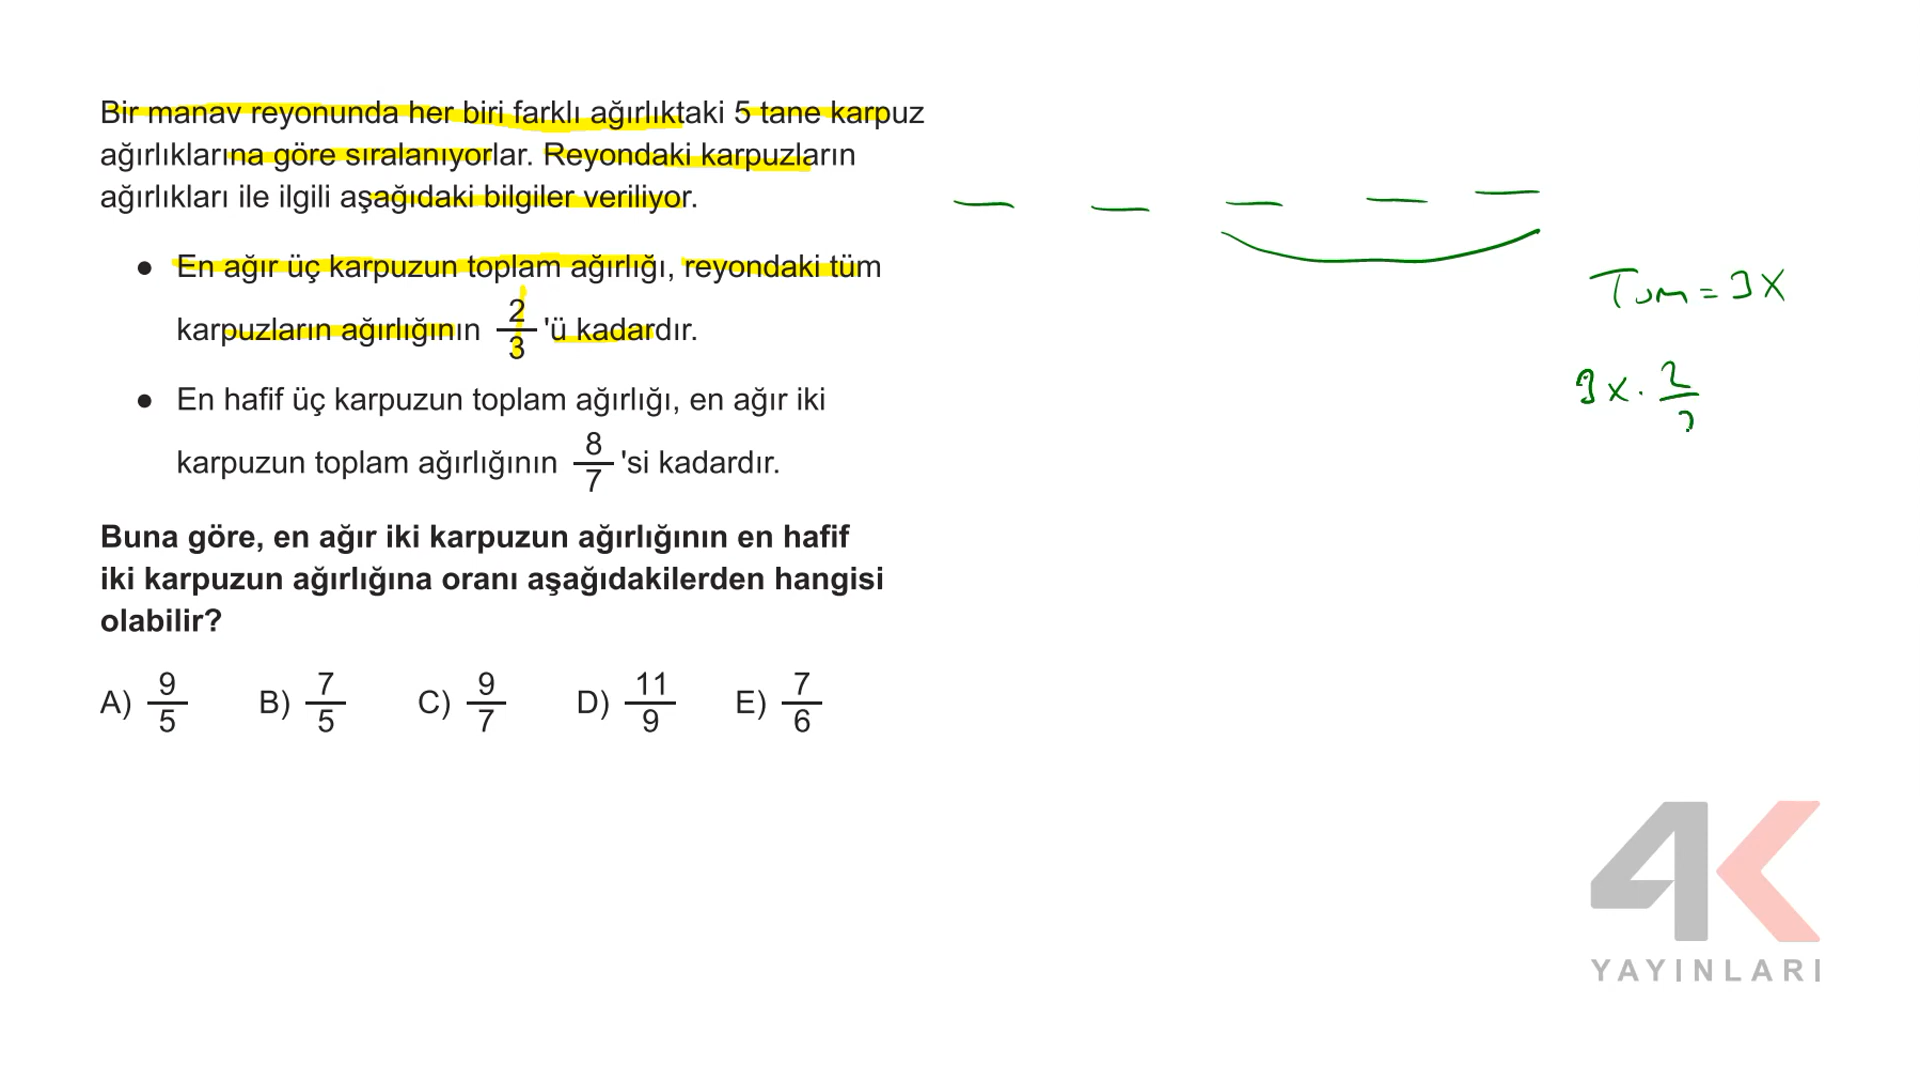 Bir manav reyonunda her biri farklı ağırlıktaki 5 tane karpuz
ağırlıklarına göre sıralanıyorlar. Reyondaki karpuzların
ağırlıkları ile ilgili aşağıdaki bilgiler veriliyor.
● En ağır üç karpuzun toplam ağırlığı, reyondaki tüm
karpuzların ağırlığının 2/3 'ü kadardır.
● En hafif üç karpuzun toplam ağırlığı, en ağır iki
karpuzun toplam ağırlığının 8/7 'si kadardır.
Buna göre, en ağır iki karpuzun ağırlığının en hafif
iki karpuzun ağırlığına oranı aşağıdakilerden hangisi
olabilir?
A) 9/5 B) 7/5 C) 9/7 D) 11/9 E) 7/6
Tüm = 3X
3x · 2/3
4K
YAYINLARI